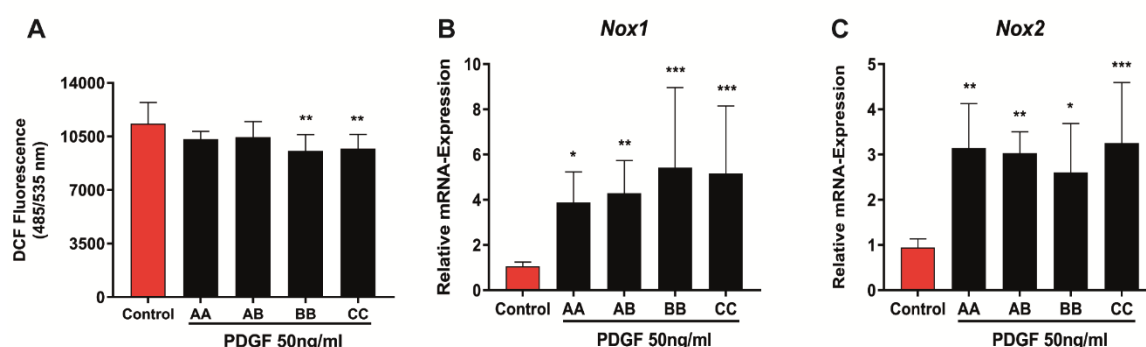 A
DCF Fluorescence
(485/535 nm)
14000
10500
7000
3500
0
** **
Control AA AB BB CC
PDGF 50ng/ml
B
Nox1
Relative mRNA-Expression
10
8
6
4
2
0
* ** *** ***
Control AA AB BB CC
PDGF 50ng/ml
C
Nox2
Relative mRNA-Expression
5
4
3
2
1
0
** ** * ***
Control AA AB BB CC
PDGF 50ng/ml